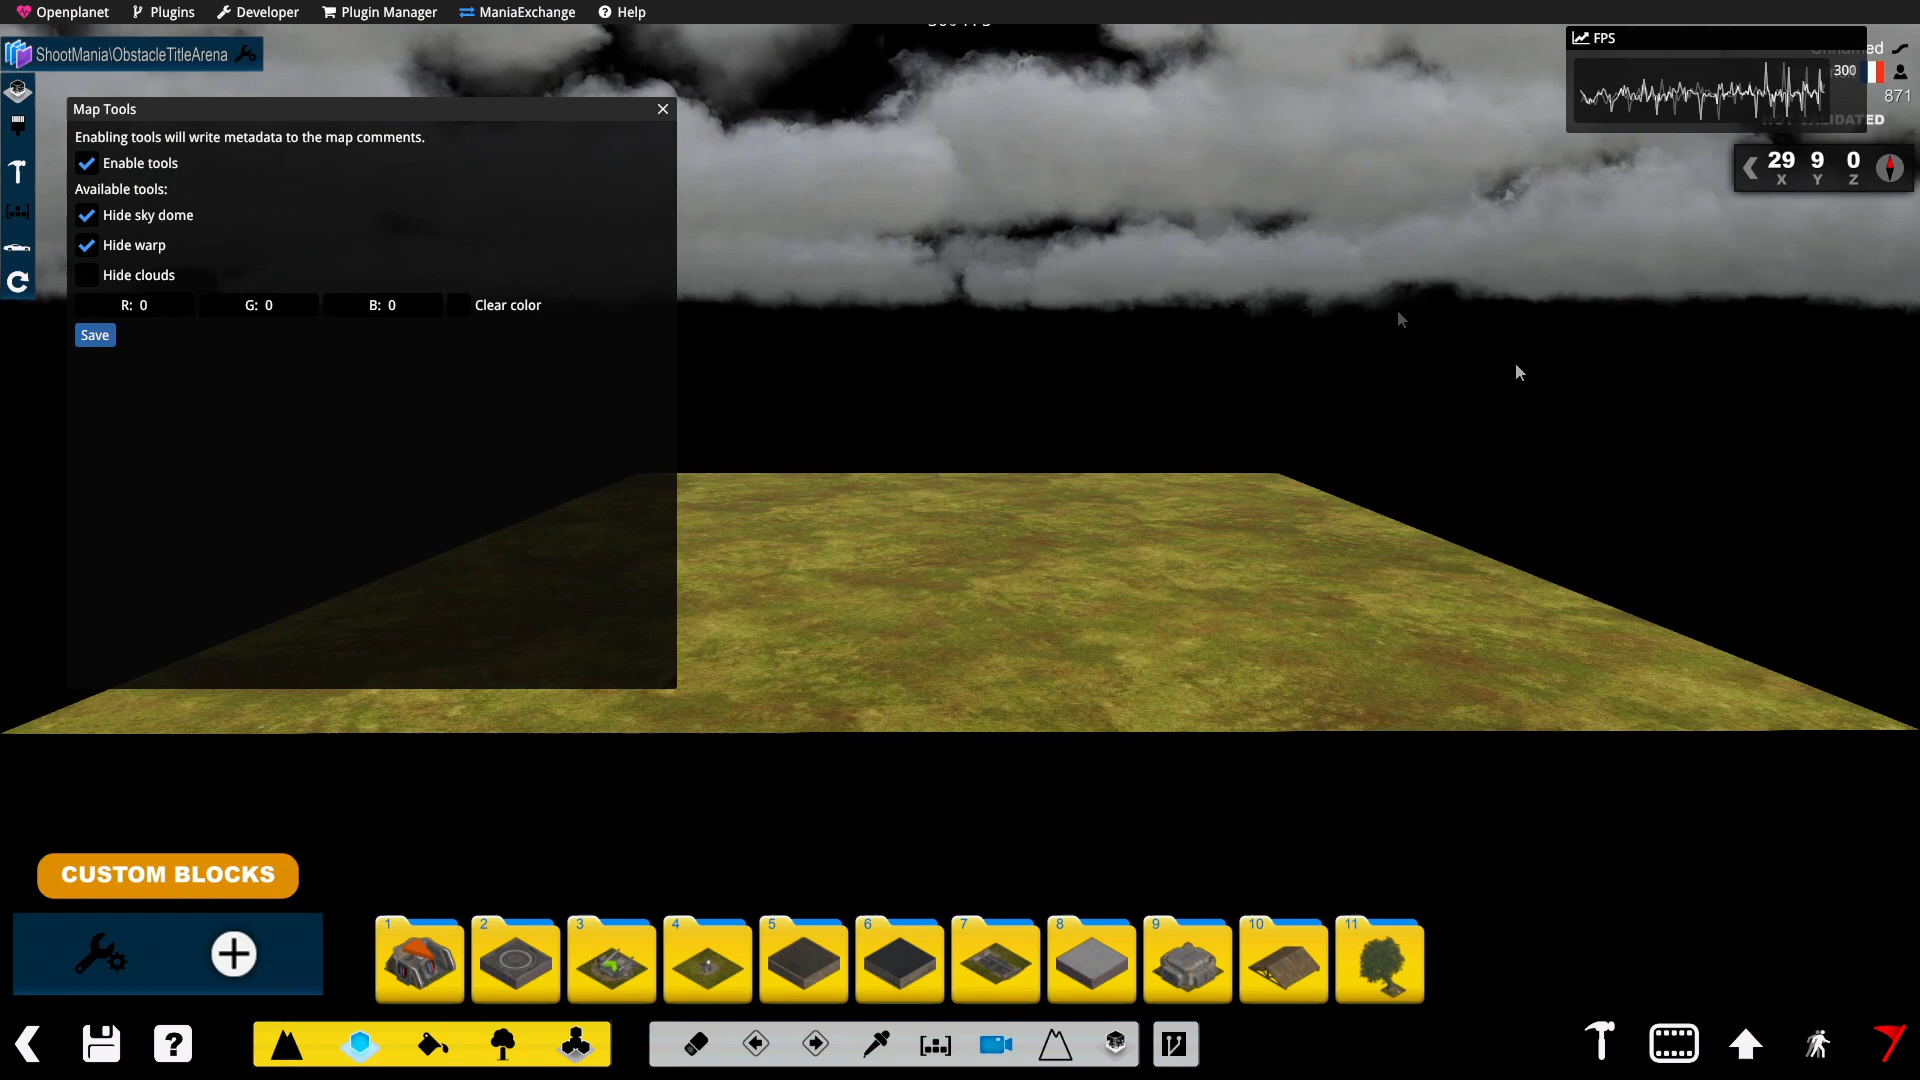 Openplanet Plugins Developer Plugin Manager ManiaExchange Help
ShootMania\ObstacleTitleArena
FPS
300
871
29 9 0
X Y Z
Map Tools
Enabling tools will write metadata to the map comments.
Enable tools
Available tools:
Hide sky dome
Hide warp
Hide clouds
R: 0 G: 0 B: 0 Clear color
Save
CUSTOM BLOCKS
1 2 3 4 5 6 7 8 9 10 11
?